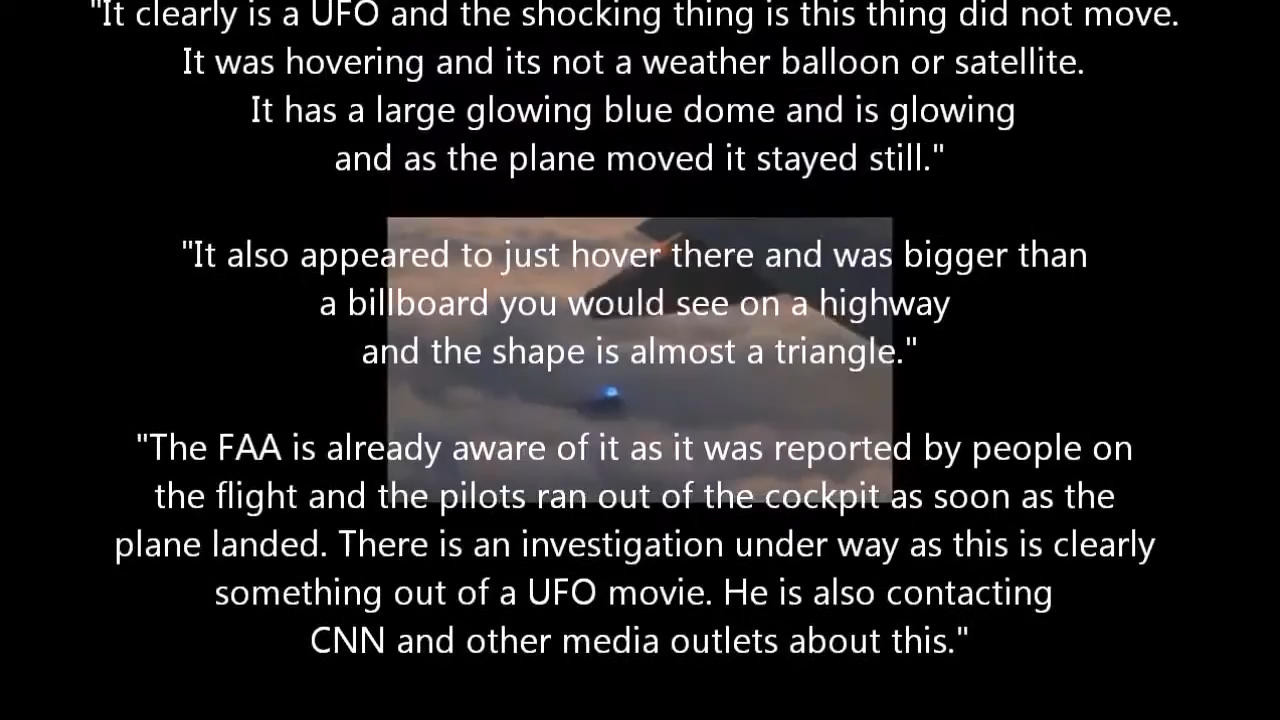 "It clearly is a UFO and the shocking thing is this thing did not move.
It was hovering and its not a weather balloon or satellite.
It has a large glowing blue dome and is glowing
and as the plane moved it stayed still."
"It also appeared to just hover there and was bigger than
a billboard you would see on a highway
and the shape is almost a triangle."
"The FAA is already aware of it as it was reported by people on
the flight and the pilots ran out of the cockpit as soon as the
plane landed. There is an investigation under way as this is clearly
something out of a UFO movie. He is also contacting
CNN and other media outlets about this."